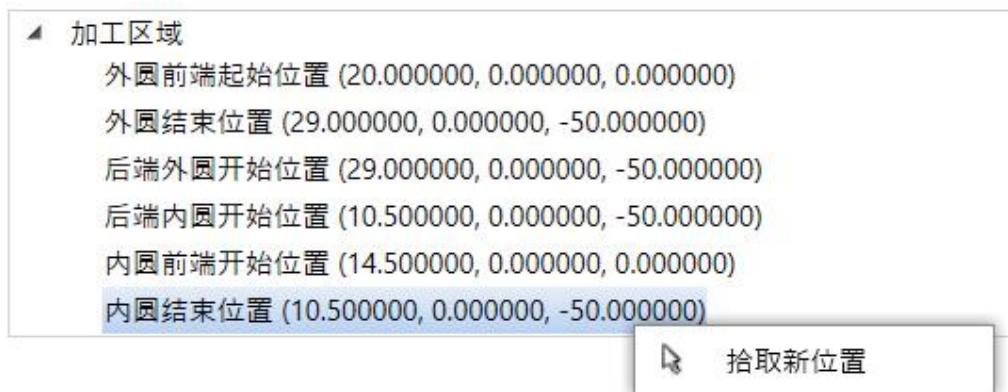 加工区域
外圆前端起始位置 (20.000000, 0.000000, 0.000000)
外圆结束位置 (29.000000, 0.000000, -50.000000)
后端外圆开始位置 (29.000000, 0.000000, -50.000000)
后端内圆开始位置 (10.500000, 0.000000, -50.000000)
内圆前端开始位置 (14.500000, 0.000000, 0.000000)
内圆结束位置 (10.500000, 0.000000, -50.000000)
拾取新位置